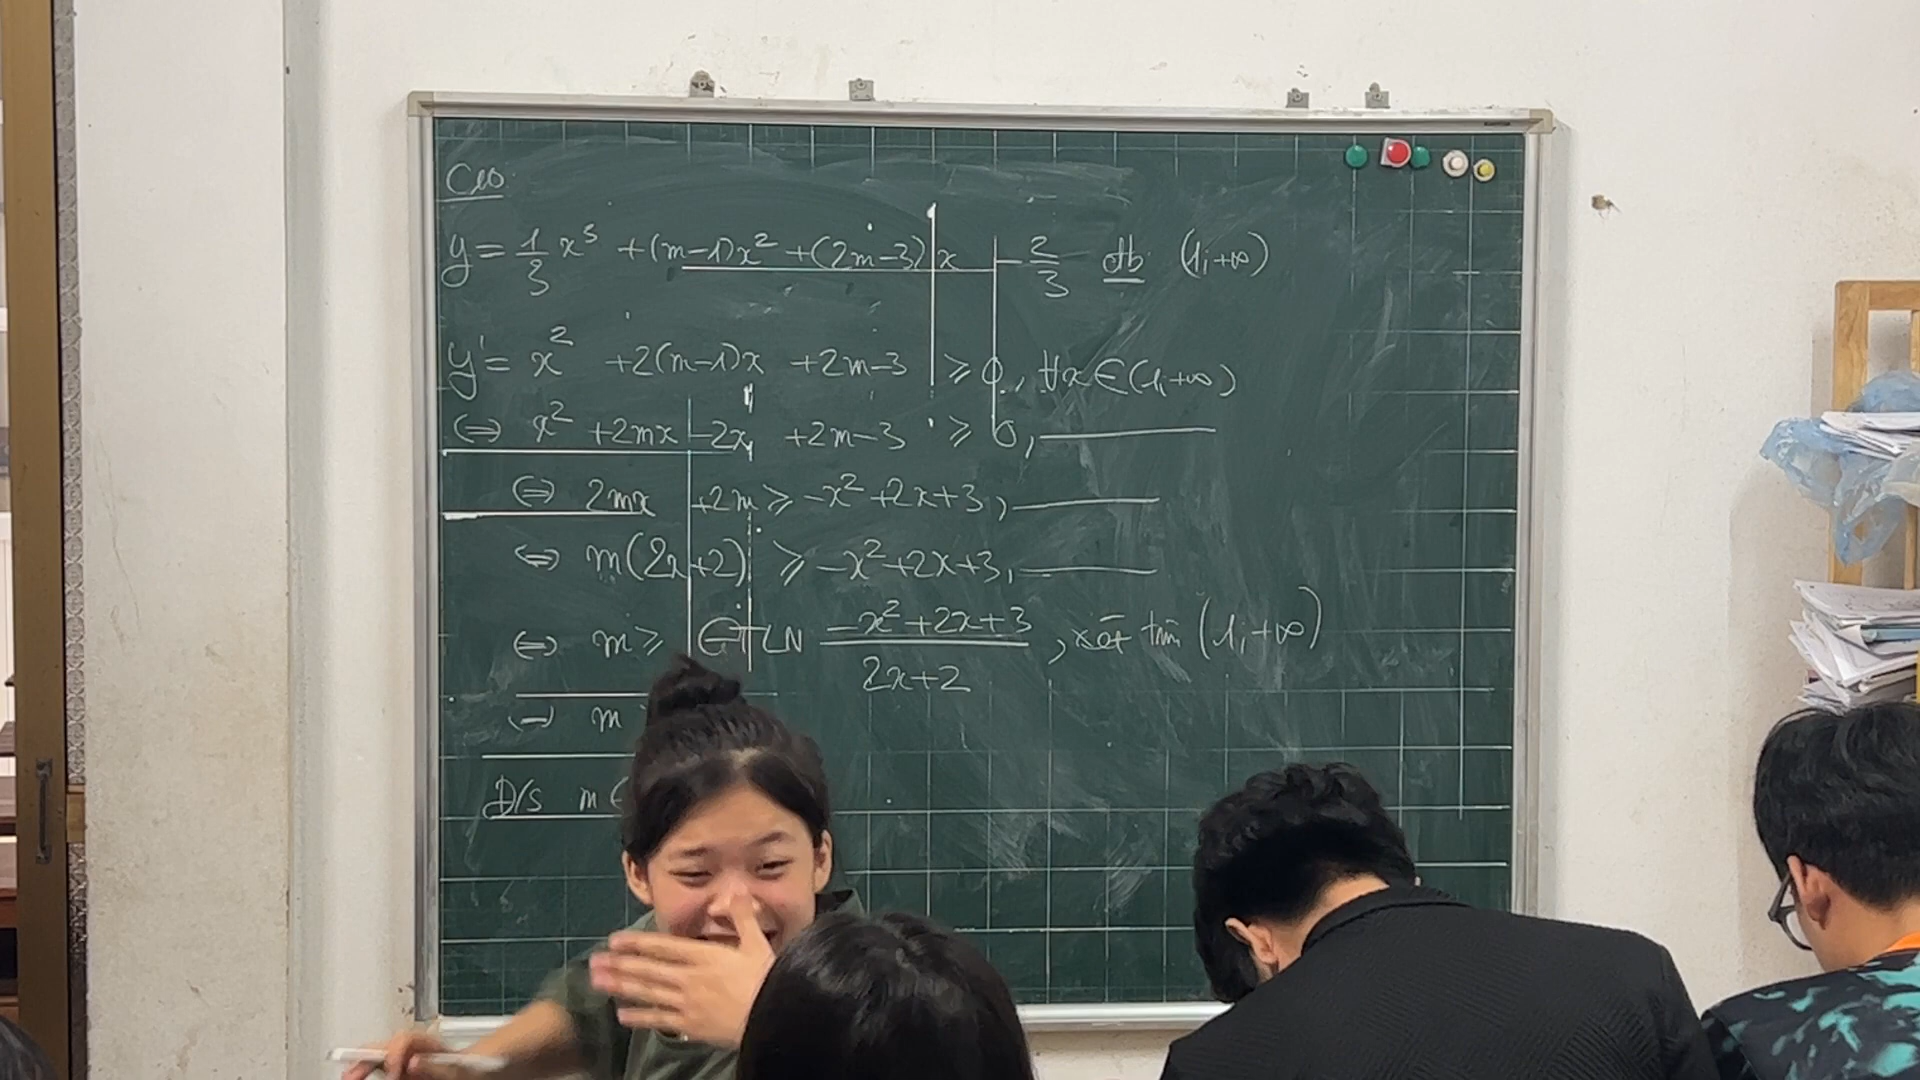 C10
y = 1/3 x³ + (m-1)x² + (2m-3)x - 2/3 đb (1;+∞)
y' = x² + 2(m-1)x + 2m-3 ⩾ 0, ∀x ∈ (1;+∞)
⇔ x² + 2mx - 2x + 2m-3 ⩾ 0,
⇔ 2mx + 2m ⩾ -x² + 2x + 3,
⇔ m(2x+2) ⩾ -x² + 2x + 3,
⇔ m ⩾ GTLN (-x² + 2x + 3)/(2x+2), xét trên (1;+∞)
⇔ m
Đ/s m ∈